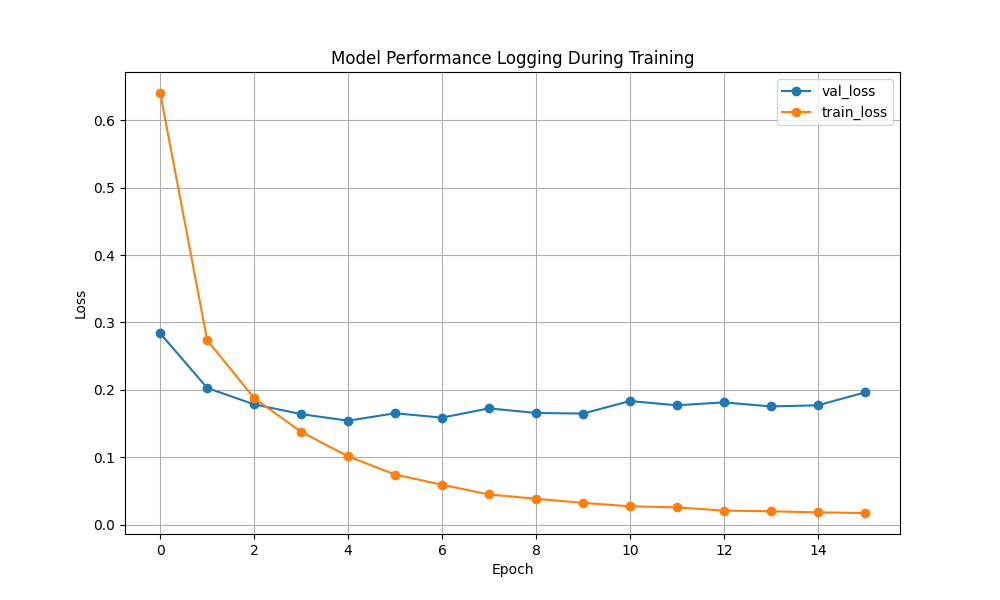 Model Performance Logging During Training
val_loss
train_loss
0.6
0.5
0.4
0.3
0.2
0.1
0.0
Loss
0 2 4 6 8 10 12 14
Epoch